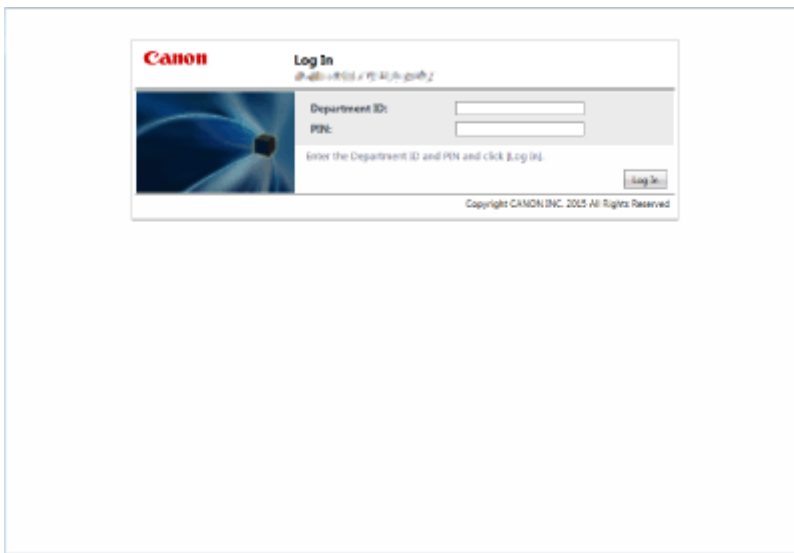 Canon
Log In
Department ID:
PIN:
Enter the Department ID and PIN and click [Log In].
Log In
Copyright CANON INC. 2015 All Rights Reserved